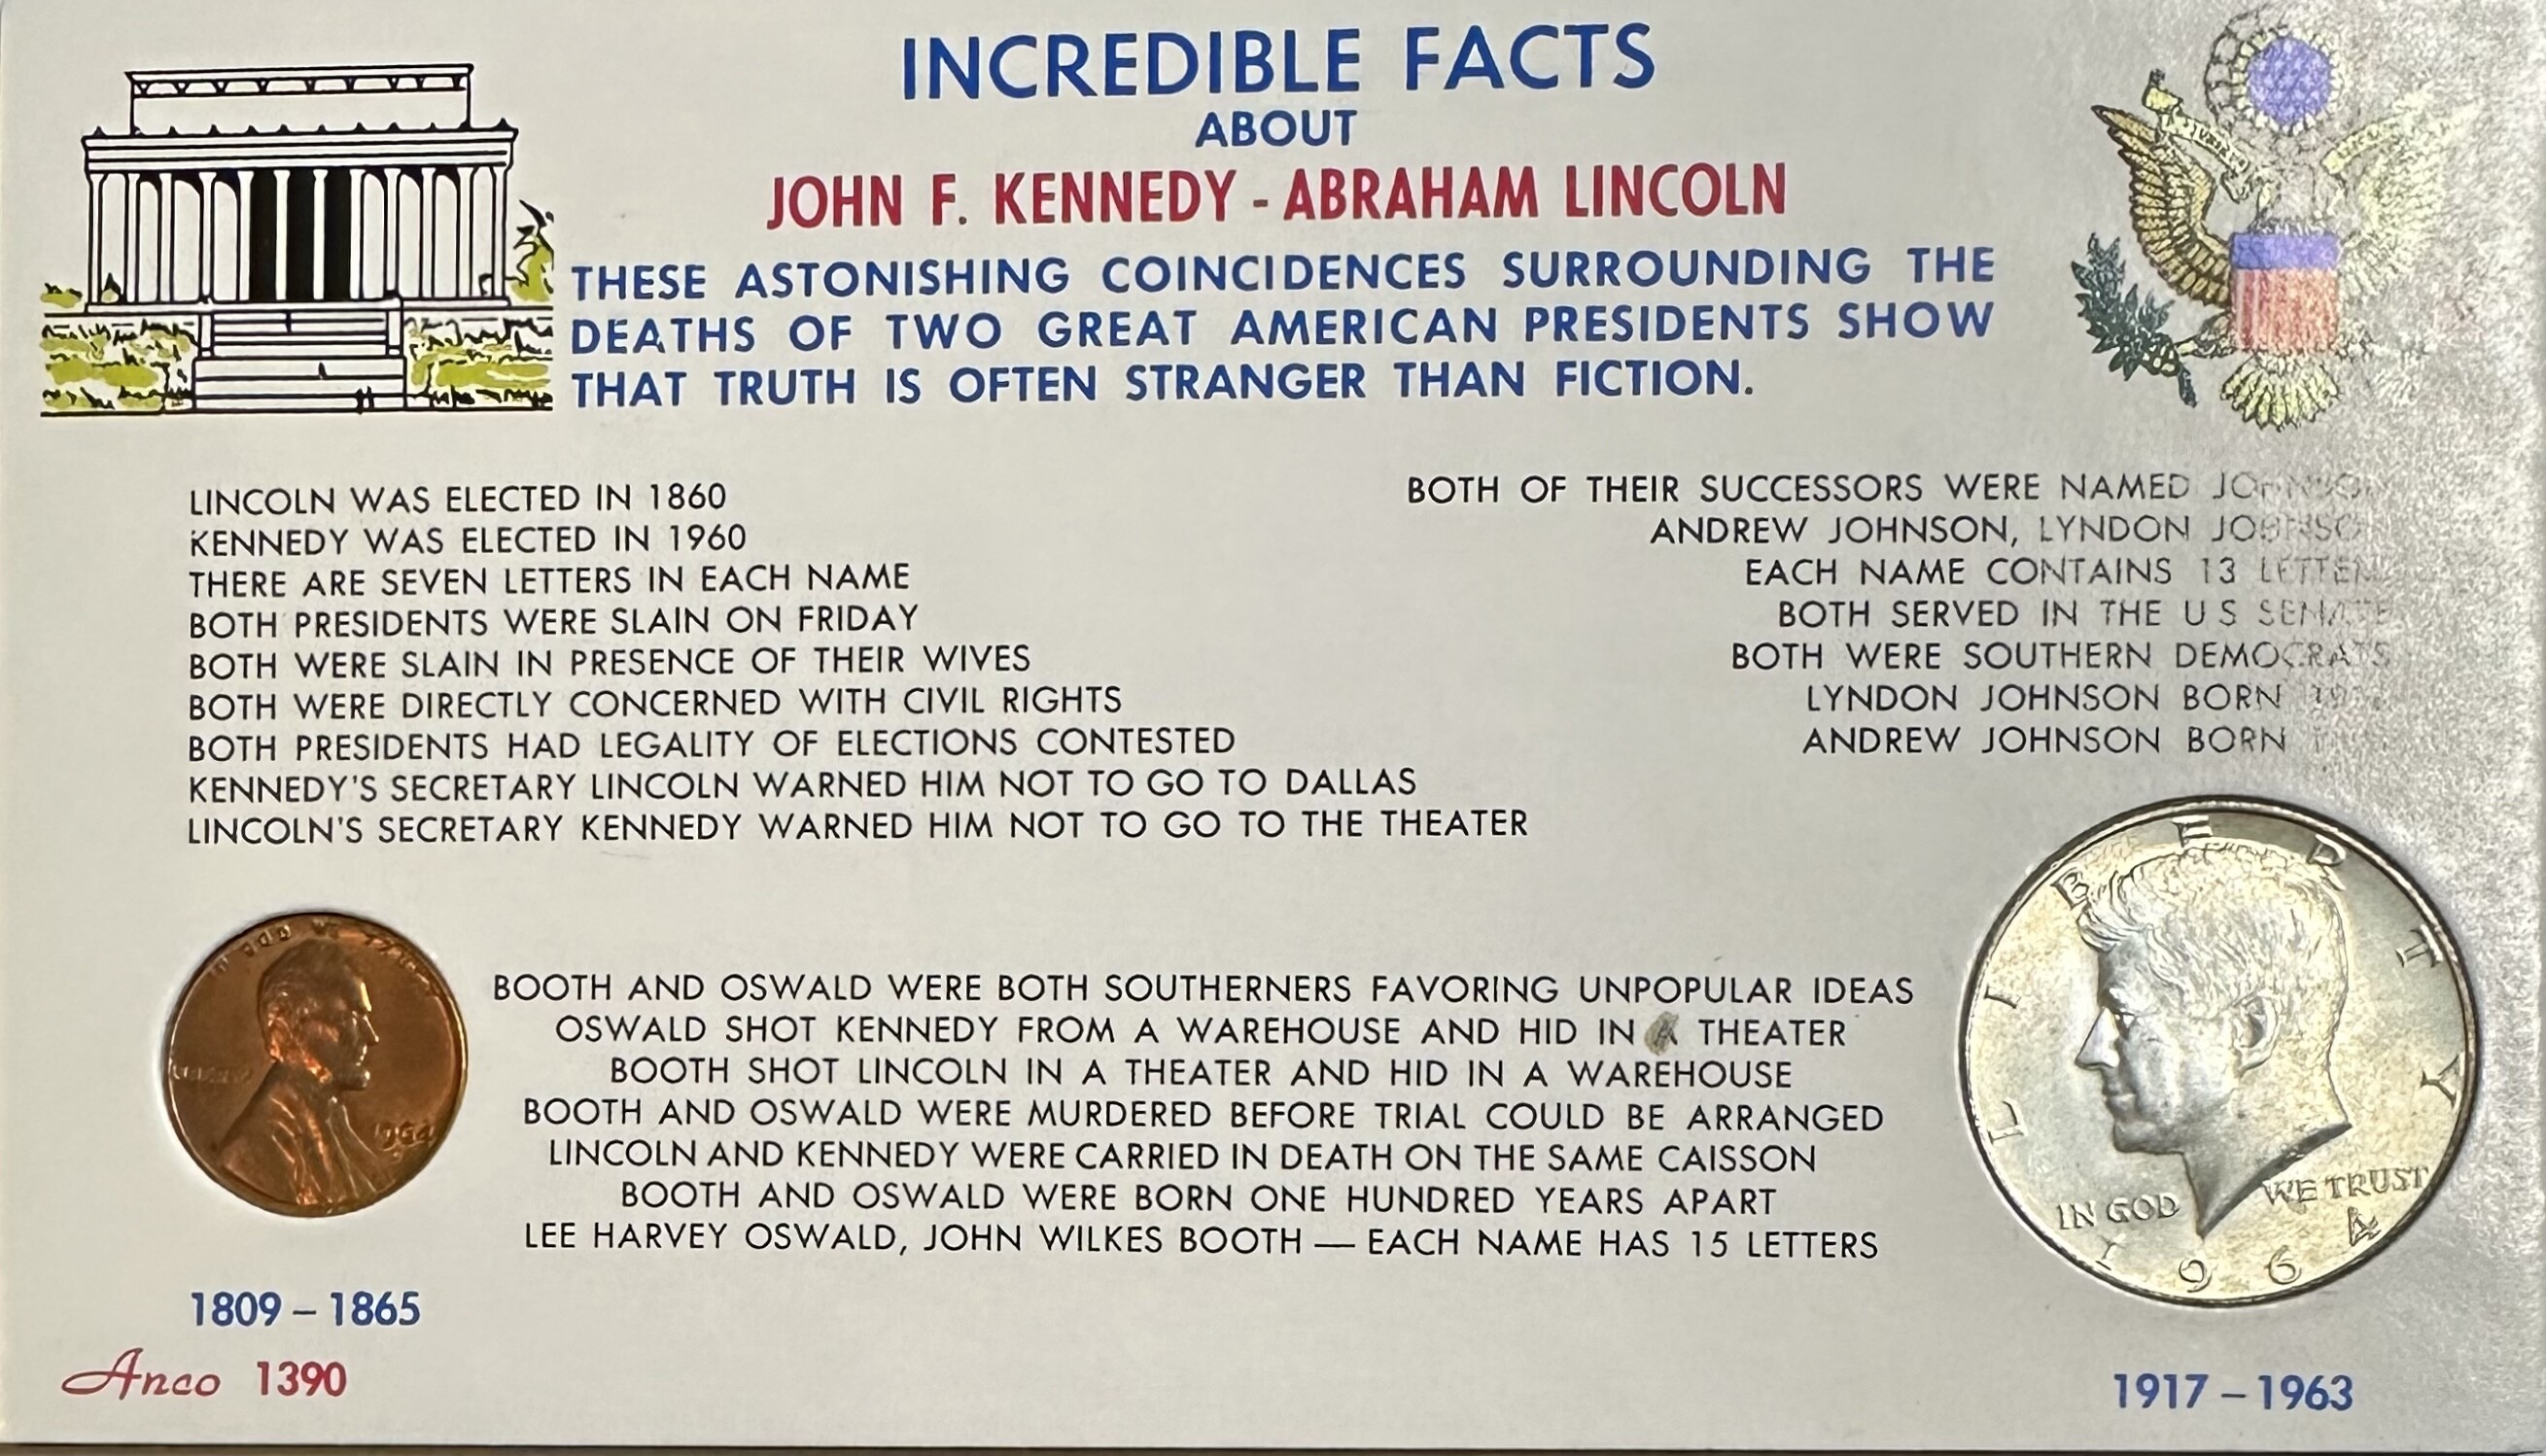 INCREDIBLE FACTS
ABOUT
JOHN F. KENNEDY - ABRAHAM LINCOLN
THESE ASTONISHING COINCIDENCES SURROUNDING THE
DEATHS OF TWO GREAT AMERICAN PRESIDENTS SHOW
THAT TRUTH IS OFTEN STRANGER THAN FICTION.
LINCOLN WAS ELECTED IN 1860
KENNEDY WAS ELECTED IN 1960
THERE ARE SEVEN LETTERS IN EACH NAME
BOTH PRESIDENTS WERE SLAIN ON FRIDAY
BOTH WERE SLAIN IN PRESENCE OF THEIR WIVES
BOTH WERE DIRECTLY CONCERNED WITH CIVIL RIGHTS
BOTH PRESIDENTS HAD LEGALITY OF ELECTIONS CONTESTED
KENNEDY'S SECRETARY LINCOLN WARNED HIM NOT TO GO TO DALLAS
LINCOLN'S SECRETARY KENNEDY WARNED HIM NOT TO GO TO THE THEATER
BOTH OF THEIR SUCCESSORS WERE NAMED JOHNSON
ANDREW JOHNSON, LYNDON JOHNSON
EACH NAME CONTAINS 13 LETTERS
BOTH SERVED IN THE U S SENATE
BOTH WERE SOUTHERN DEMOCRATS
LYNDON JOHNSON BORN
ANDREW JOHNSON BORN
BOOTH AND OSWALD WERE BOTH SOUTHERNERS FAVORING UNPOPULAR IDEAS
OSWALD SHOT KENNEDY FROM A WAREHOUSE AND HID IN A THEATER
BOOTH SHOT LINCOLN IN A THEATER AND HID IN A WAREHOUSE
BOOTH AND OSWALD WERE MURDERED BEFORE TRIAL COULD BE ARRANGED
LINCOLN AND KENNEDY WERE CARRIED IN DEATH ON THE SAME CAISSON
BOOTH AND OSWALD WERE BORN ONE HUNDRED YEARS APART
LEE HARVEY OSWALD, JOHN WILKES BOOTH — EACH NAME HAS 15 LETTERS
1964
LIBERTY
IN GOD WE TRUST
1964
1809 – 1865
Anco 1390
1917 – 1963